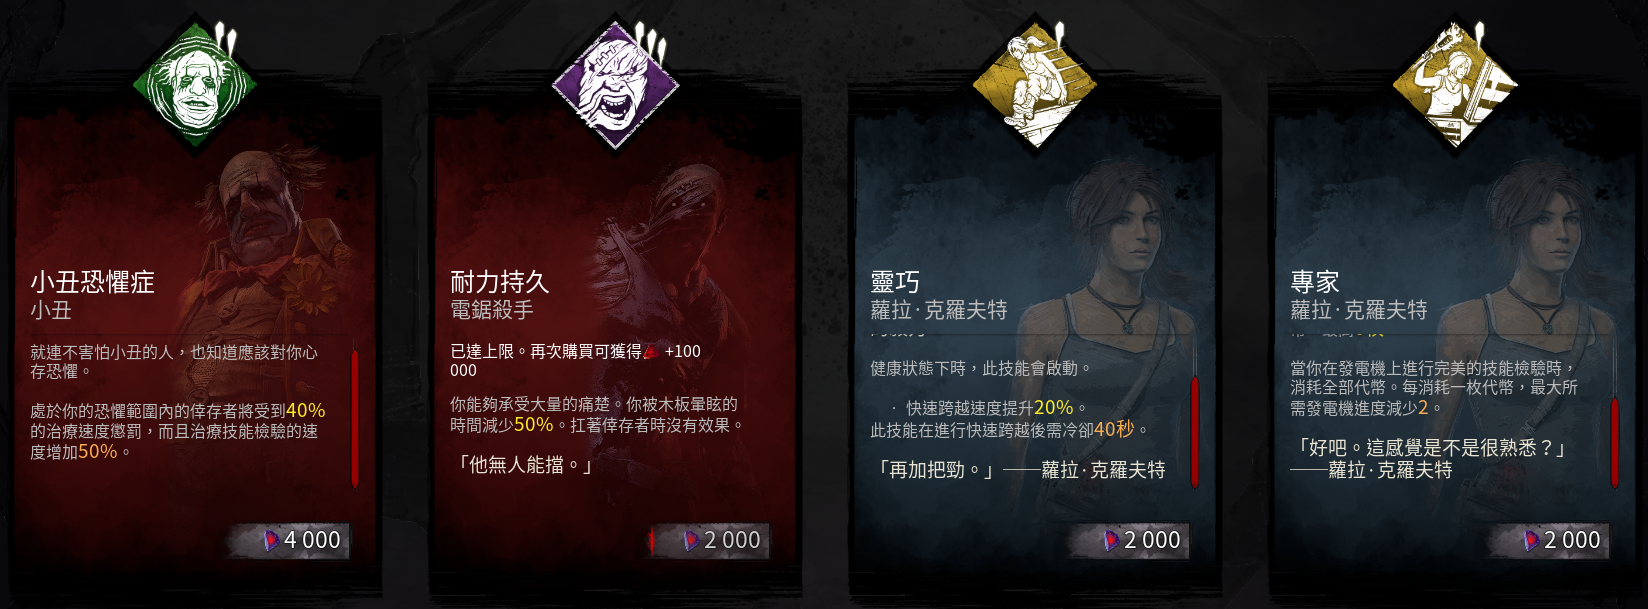 小丑恐懼症
小丑
就連不害怕小丑的人，也知道應該對你心
存恐懼。
處於你的恐懼範圍內的倖存者將受到40%
的治療速度懲罰，而且治療技能檢驗的速
度增加50%。
4 000
耐力持久
電鋸殺手
已達上限。再次購買可獲得 +100
000
你能夠承受大量的痛楚。你被木板暈眩的
時間減少50%。扛著倖存者時沒有效果。
「他無人能擋。」
2 000
靈巧
蘿拉·克羅夫特
健康狀態下時，此技能會啟動。
· 快速跨越速度提升20%。
此技能在進行快速跨越後需冷卻40秒。
「再加把勁。」——蘿拉·克羅夫特
2 000
專家
蘿拉·克羅夫特
當你在發電機上進行完美的技能檢驗時，
消耗全部代幣。每消耗一枚代幣，最大所
需發電機進度減少2。
「好吧。這感覺是不是很熟悉？」
——蘿拉·克羅夫特
2 000